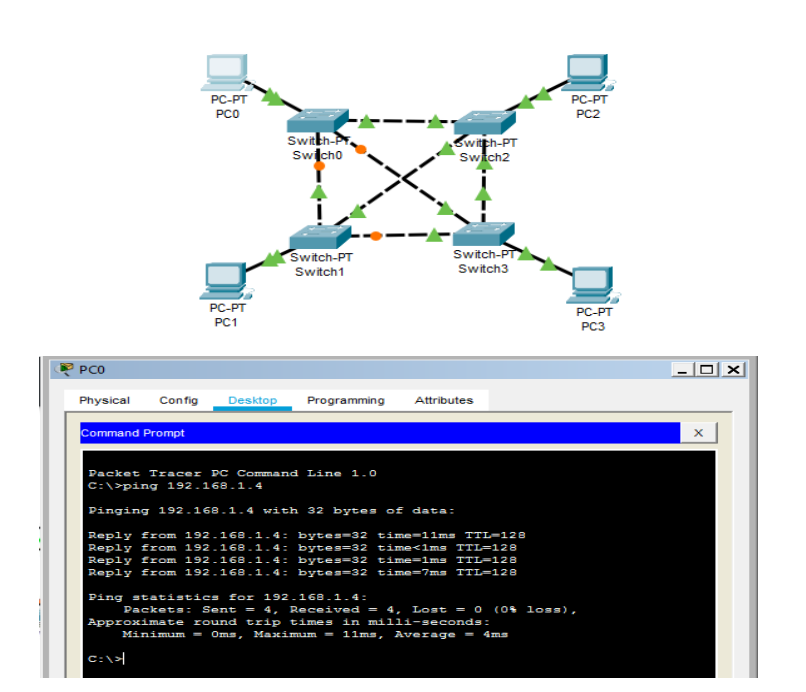 PC-PT
PC0
PC-PT
PC2
Switch-PT
Switch0
Switch-PT
Switch2
Switch-PT
Switch1
Switch-PT
Switch3
PC-PT
PC1
PC-PT
PC3
PC0
Physical Config Desktop Programming Attributes
Command Prompt X
Packet Tracer PC Command Line 1.0
C:\>ping 192.168.1.4
Pinging 192.168.1.4 with 32 bytes of data:
Reply from 192.168.1.4: bytes=32 time=11ms TTL=128
Reply from 192.168.1.4: bytes=32 time<1ms TTL=128
Reply from 192.168.1.4: bytes=32 time=1ms TTL=128
Reply from 192.168.1.4: bytes=32 time=7ms TTL=128
Ping statistics for 192.168.1.4:
Packets: Sent = 4, Received = 4, Lost = 0 (0% loss),
Approximate round trip times in milli-seconds:
Minimum = 0ms, Maximum = 11ms, Average = 4ms
C:\>